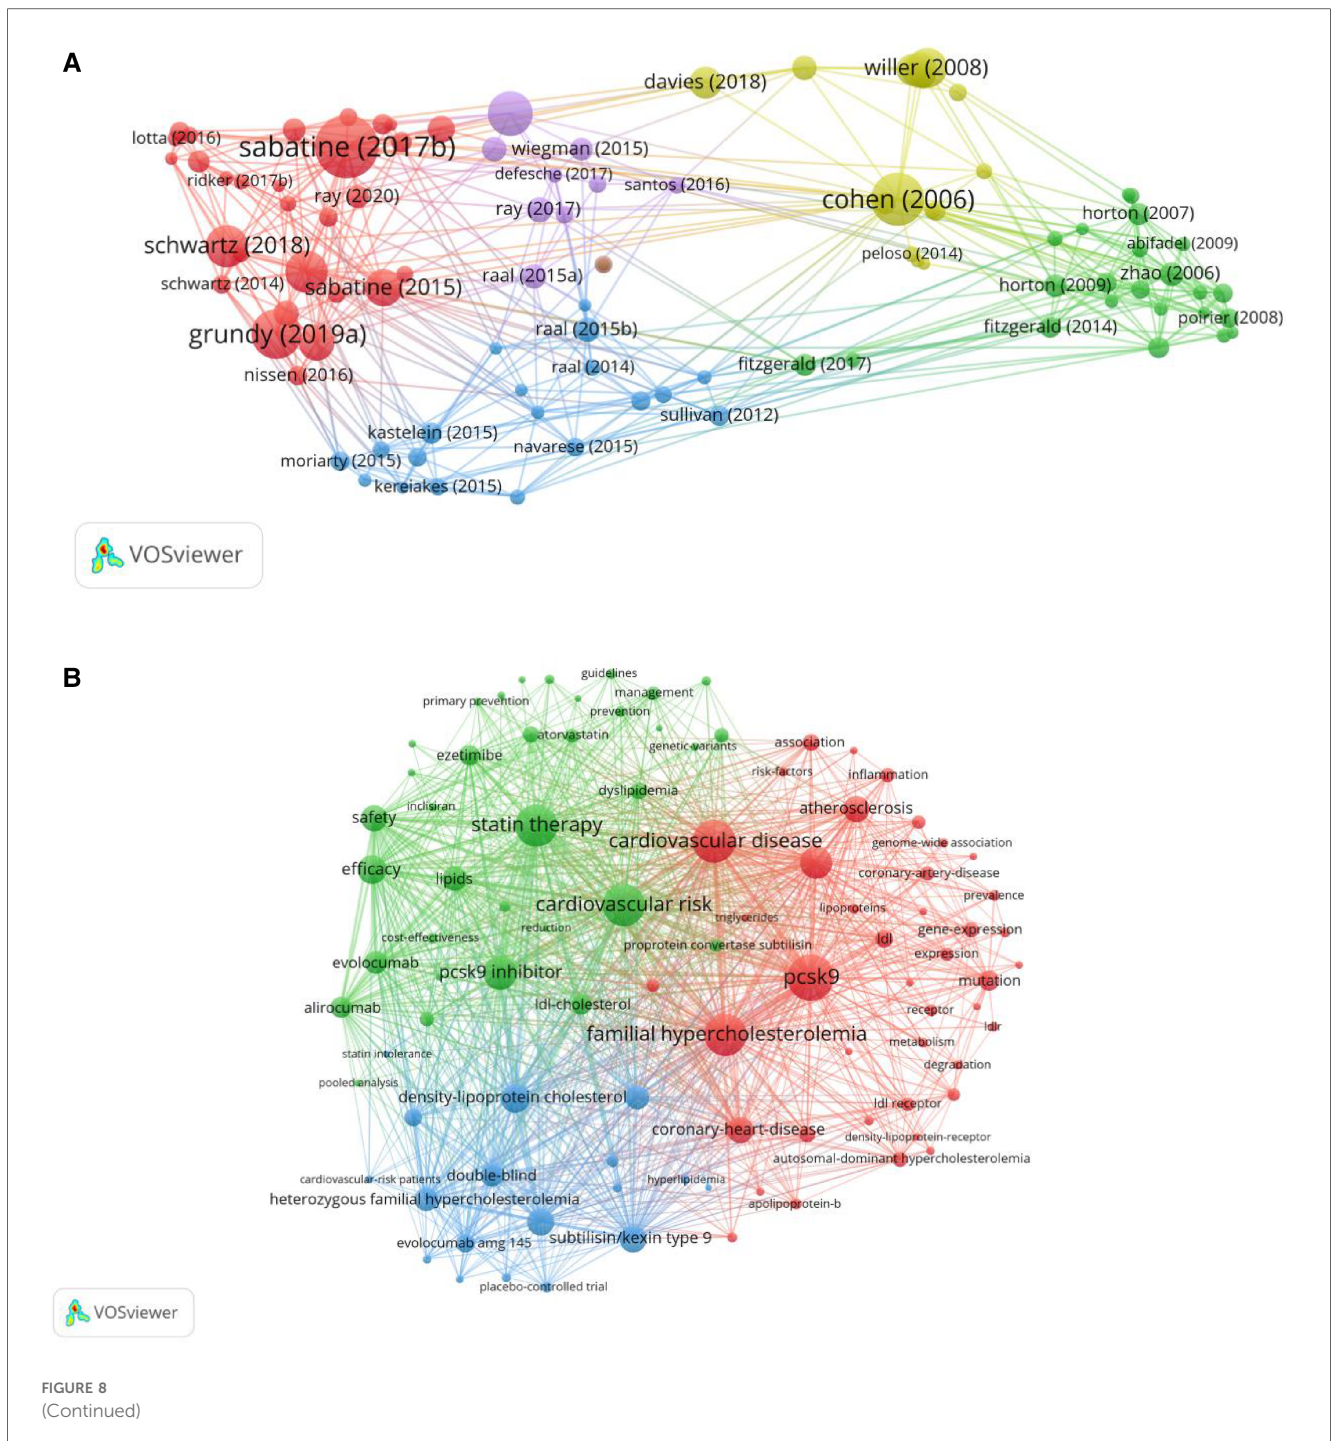 A
willer (2008)
davies (2018)
lotta (2016)
sabatine (2017b)
wiegman (2015)
defesche (2017)
ridker (2017b)
santos (2016)
ray (2020)
cohen (2006)
ray (2017)
horton (2007)
schwartz (2018)
abifadel (2009)
peloso (2014)
zhao (2006)
raal (2015a)
schwartz (2014)
sabatine (2015)
horton (2009)
poirier (2008)
fitzgerald (2014)
raal (2015b)
grundy (2019a)
fitzgerald (2017)
raal (2014)
nissen (2016)
sullivan (2012)
kastelein (2015)
navarese (2015)
moriarty (2015)
kereiakes (2015)
VOSviewer
B
guidelines
management
primary prevention
prevention
atorvastatin
association
genetic-variants
ezetimibe
risk-factors
inflammation
dyslipidemia
inclisiran
atherosclerosis
safety
statin therapy
cardiovascular disease
genome-wide association
efficacy
coronary-artery-disease
lipids
prevalence
cardiovascular risk
lipoproteins
triglycerides
reduction
gene-expression
cost-effectiveness
ldl
proprotein convertase subtilisin
expression
evolocumab
pcsk9 inhibitor
pcsk9
mutation
alirocumab
ldl-cholesterol
receptor
ldlr
familial hypercholesterolemia
metabolism
statin intolerance
degradation
pooled analysis
density-lipoprotein cholesterol
ldl receptor
coronary-heart-disease
density-lipoprotein-receptor
autosomal-dominant hypercholesterolemia
double-blind
cardiovascular-risk patients
hyperlipidemia
heterozygous familial hypercholesterolemia
apolipoprotein-b
subtilisin/kexin type 9
evolocumab amg 145
placebo-controlled trial
VOSviewer
FIGURE 8
(Continued)